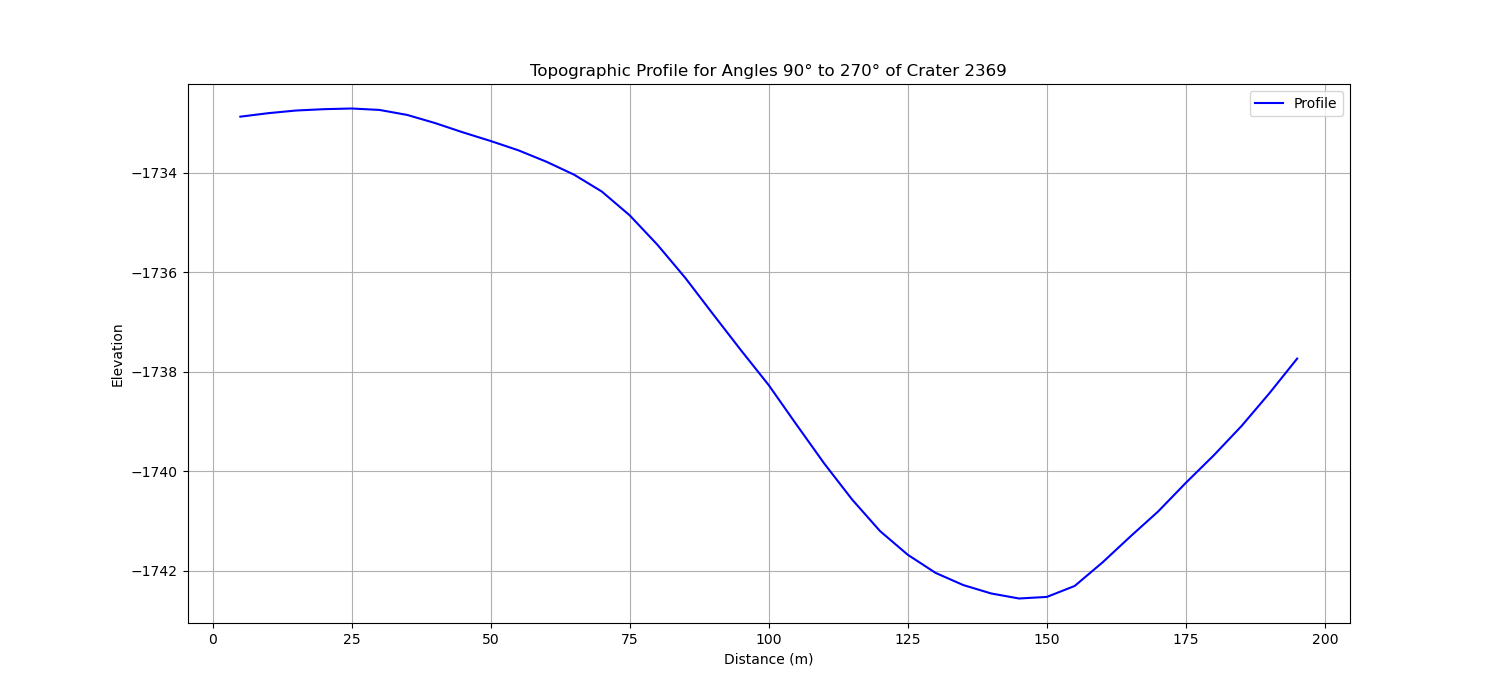 Topographic Profile for Angles 90° to 270° of Crater 2369
Profile
−1734
−1736
−1738
−1740
−1742
Elevation
0 25 50 75 100 125 150 175 200
Distance (m)